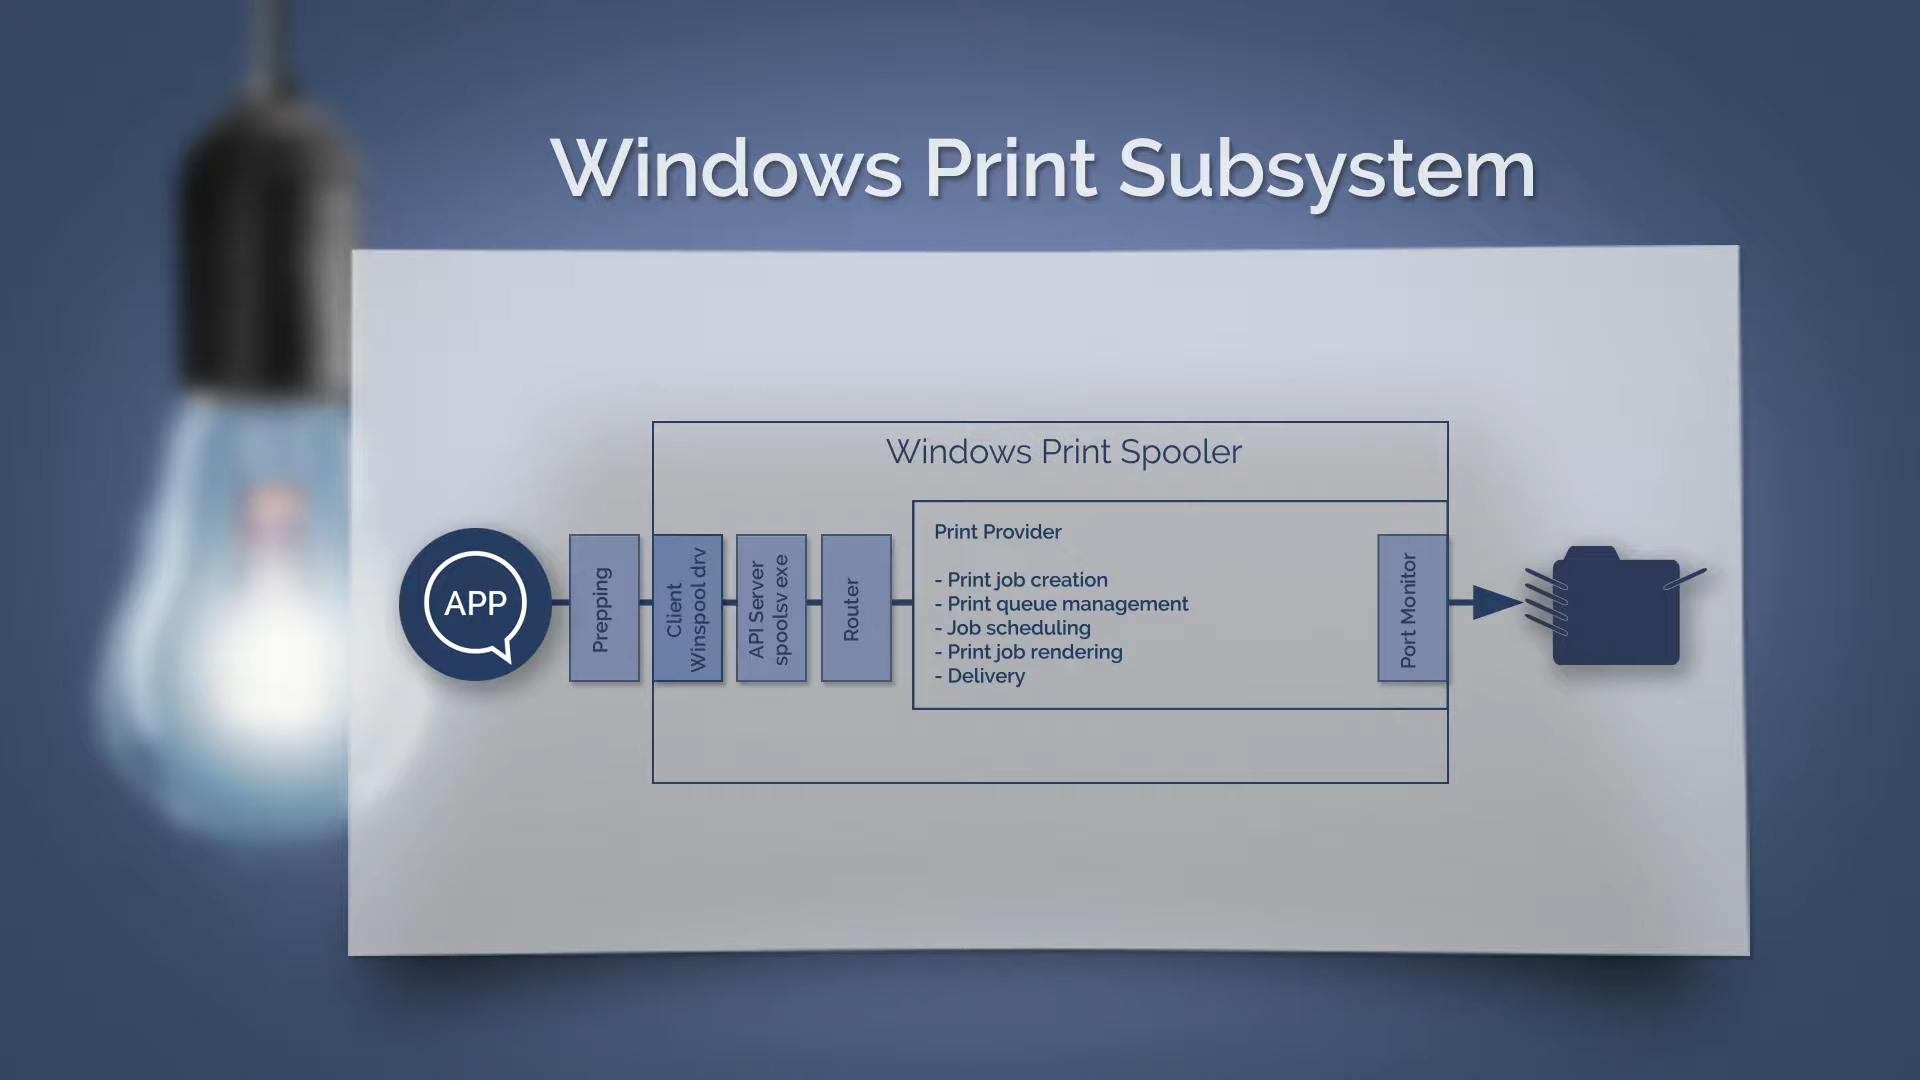 Windows Print Subsystem
Windows Print Spooler
APP
Prepping
Client
Winspool drv
API Server
spoolsv exe
Router
Print Provider
- Print job creation
- Print queue management
- Job scheduling
- Print job rendering
- Delivery
Port Monitor